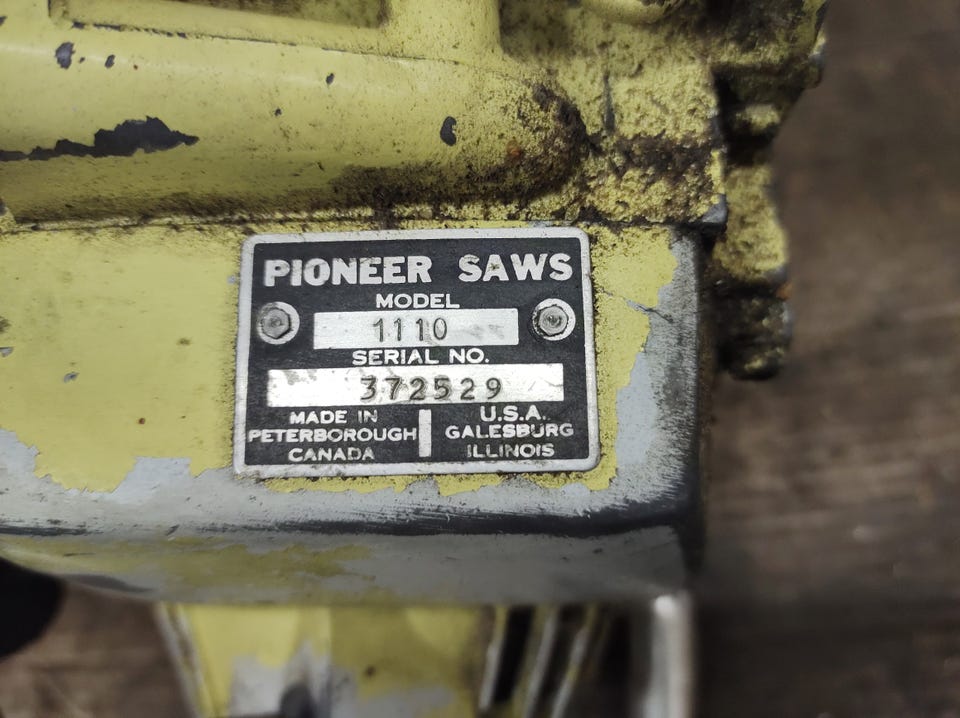 PIONEER SAWS
MODEL
1110
SERIAL NO.
372529
MADE IN
PETERBOROUGH
CANADA
U.S.A.
GALESBURG
ILLINOIS